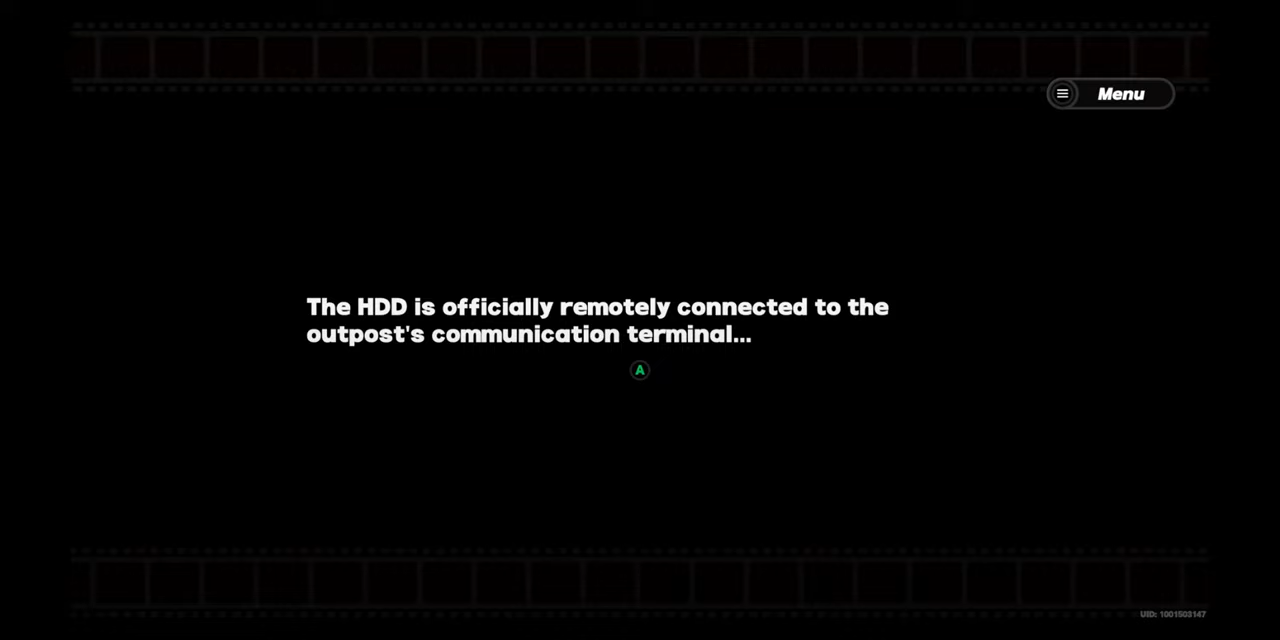 Menu
The HDD is officially remotely connected to the
outpost's communication terminal...
A
UID: 1001503147